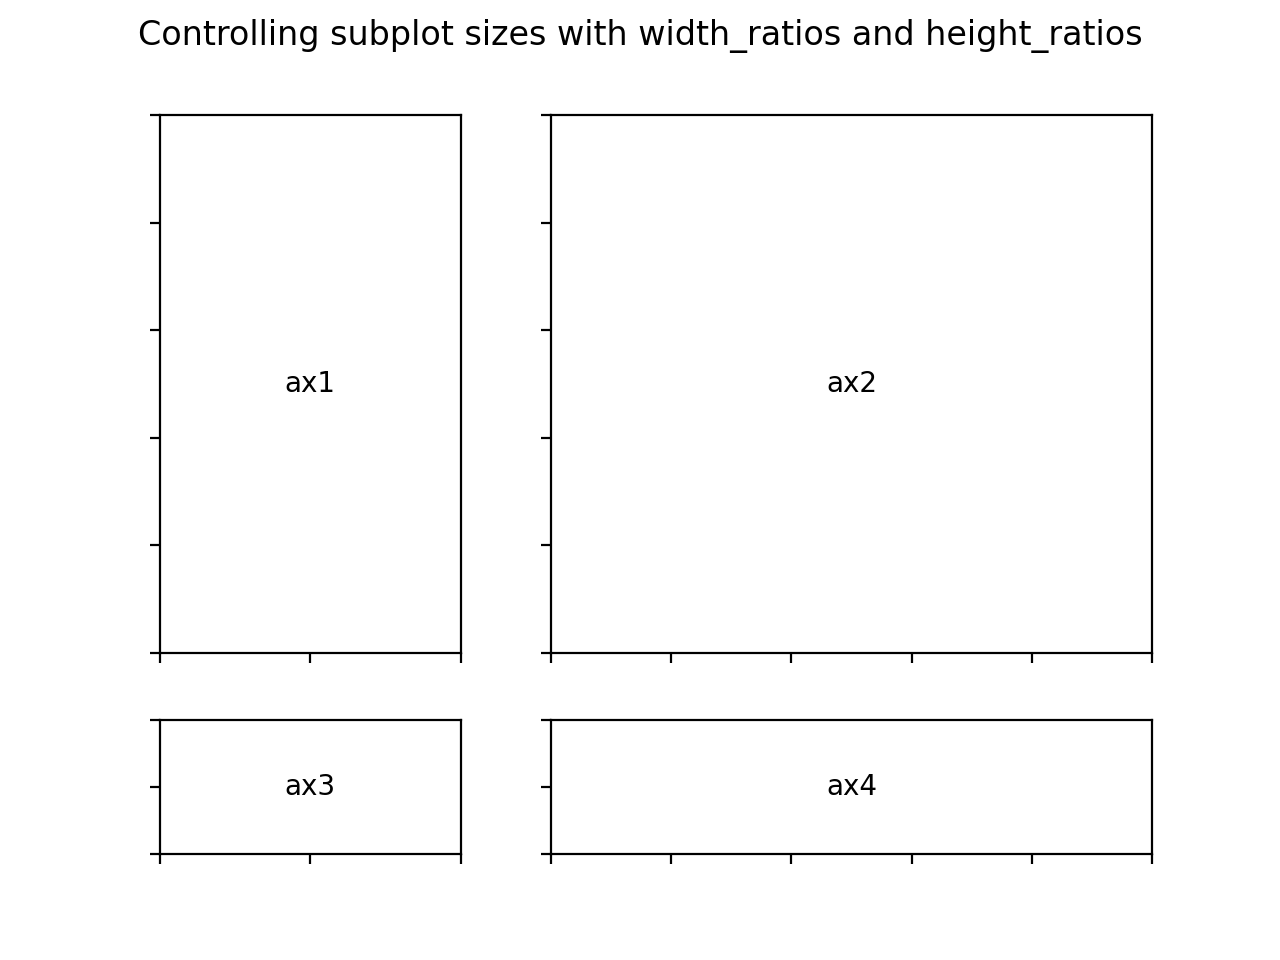 Controlling subplot sizes with width_ratios and height_ratios
ax1
ax2
ax3
ax4